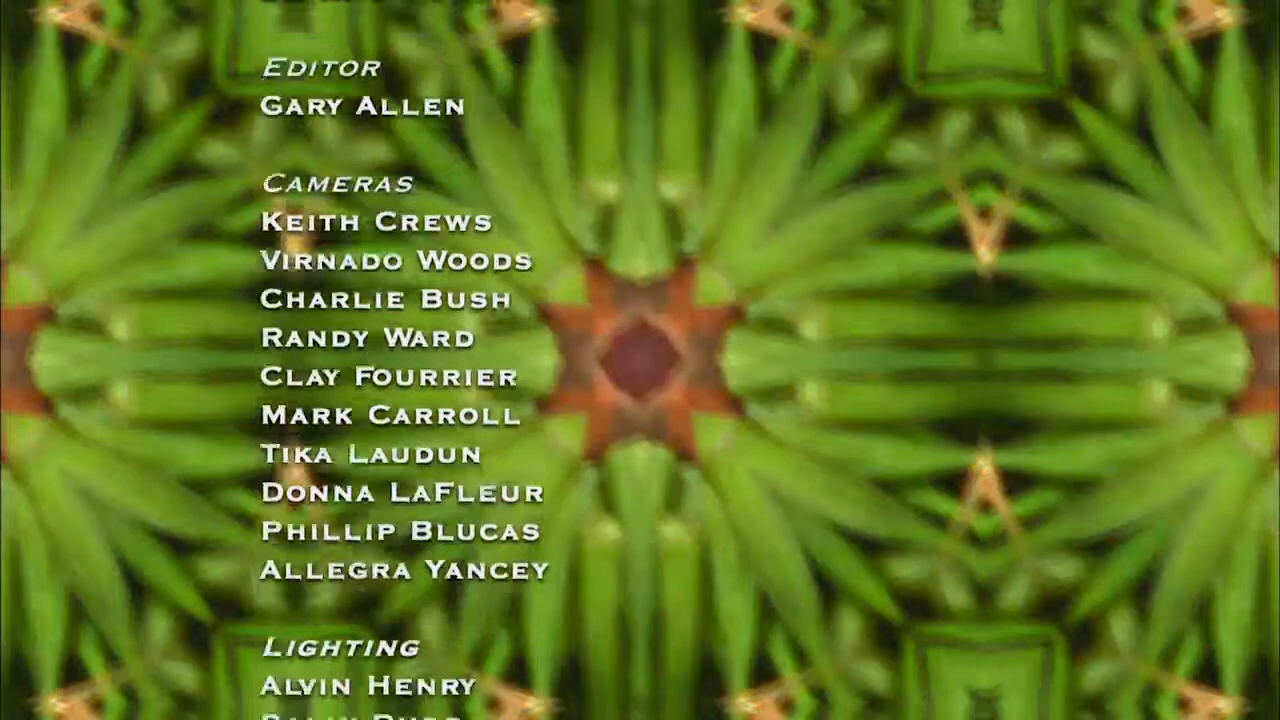 EDITOR
GARY ALLEN
CAMERAS
KEITH CREWS
VIRNADO WOODS
CHARLIE BUSH
RANDY WARD
CLAY FOURRIER
MARK CARROLL
TIKA LAUDUN
DONNA LAFLEUR
PHILLIP BLUCAS
ALLEGRA YANCEY
LIGHTING
ALVIN HENRY